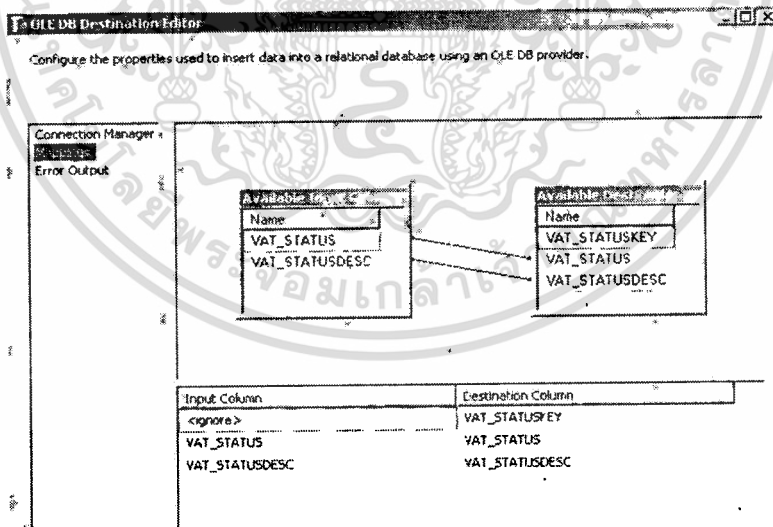 OLE DB Destination Editor
Configure the properties used to insert data into a relational database using an OLE DB provider.
Connection Manager
Error Output
Available
Name
VAT_STATUS
VAT_STATUSDESC
Available
Name
VAT_STATUSKEY
VAT_STATUS
VAT_STATUSDESC
Input Column Destination Column
<ignore> VAT_STATUSKEY
VAT_STATUS VAT_STATUS
VAT_STATUSDESC VAT_STATUSDESC